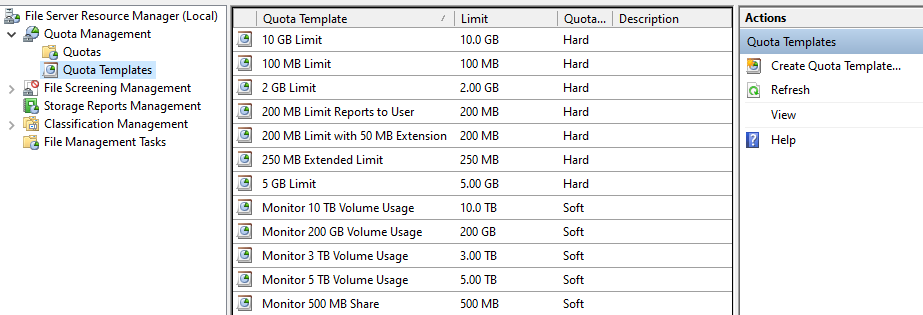 File Server Resource Manager (Local)
Quota Management
Quotas
Quota Templates
File Screening Management
Storage Reports Management
Classification Management
File Management Tasks
Quota Template Limit Quota... Description
10 GB Limit 10.0 GB Hard
100 MB Limit 100 MB Hard
2 GB Limit 2.00 GB Hard
200 MB Limit Reports to User 200 MB Hard
200 MB Limit with 50 MB Extension 200 MB Hard
250 MB Extended Limit 250 MB Hard
5 GB Limit 5.00 GB Hard
Monitor 10 TB Volume Usage 10.0 TB Soft
Monitor 200 GB Volume Usage 200 GB Soft
Monitor 3 TB Volume Usage 3.00 TB Soft
Monitor 5 TB Volume Usage 5.00 TB Soft
Monitor 500 MB Share 500 MB Soft
Actions
Quota Templates
Create Quota Template...
Refresh
View
Help